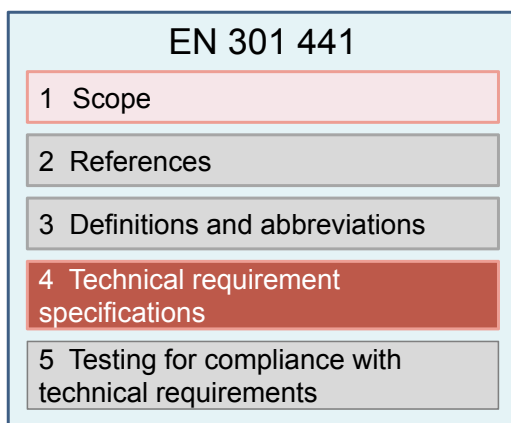 EN 301 441
1 Scope
2 References
3 Definitions and abbreviations
4 Technical requirement
specifications
5 Testing for compliance with
technical requirements